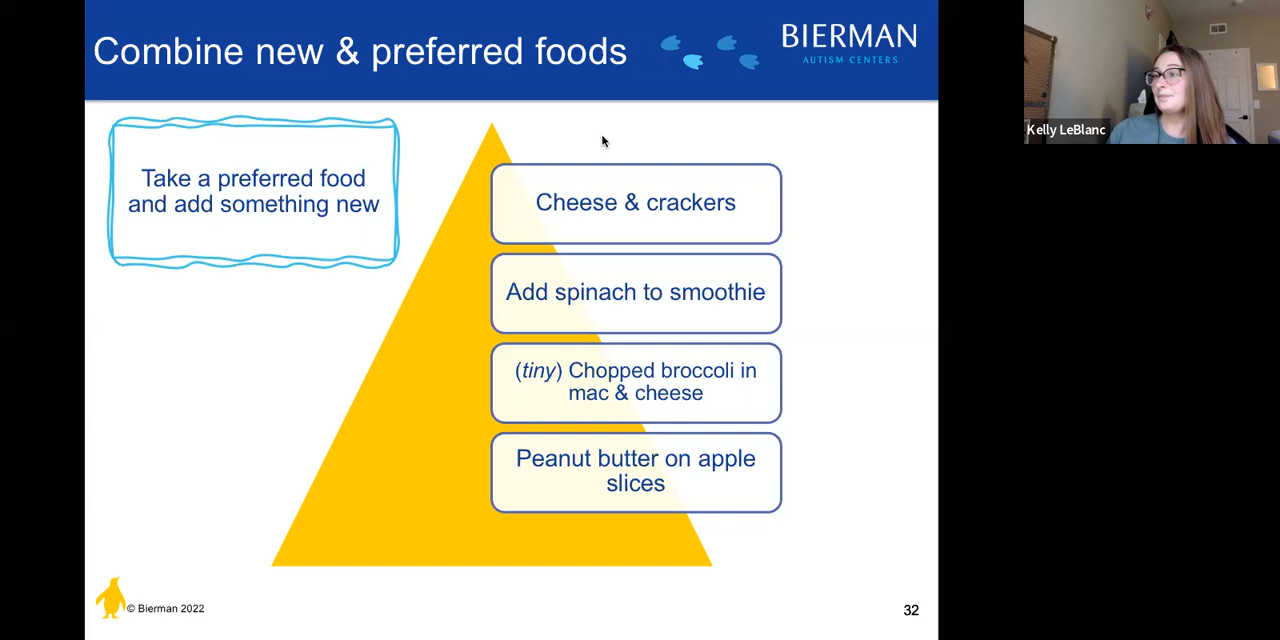 Combine new & preferred foods
BIERMAN
AUTISM CENTERS
Kelly LeBlanc
Take a preferred food
and add something new
Cheese & crackers
Add spinach to smoothie
(tiny) Chopped broccoli in
mac & cheese
Peanut butter on apple
slices
© Bierman 2022
32